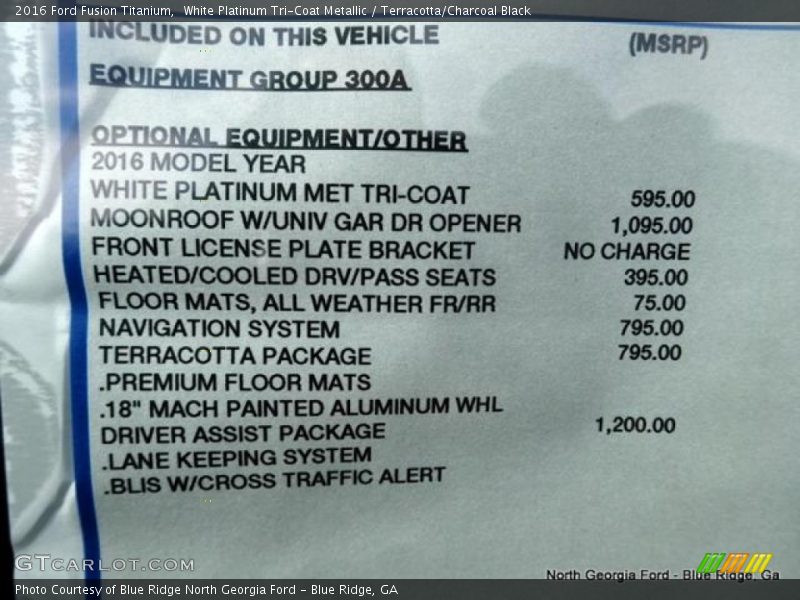 2016 Ford Fusion Titanium,  White Platinum Tri-Coat Metallic / Terracotta/Charcoal Black
INCLUDED ON THIS VEHICLE (MSRP)
EQUIPMENT GROUP 300A
OPTIONAL EQUIPMENT/OTHER
2016 MODEL YEAR
WHITE PLATINUM MET TRI-COAT 595.00
MOONROOF W/UNIV GAR DR OPENER 1,095.00
FRONT LICENSE PLATE BRACKET NO CHARGE
HEATED/COOLED DRV/PASS SEATS 395.00
FLOOR MATS, ALL WEATHER FR/RR 75.00
NAVIGATION SYSTEM 795.00
TERRACOTTA PACKAGE 795.00
.PREMIUM FLOOR MATS
.18" MACH PAINTED ALUMINUM WHL
DRIVER ASSIST PACKAGE 1,200.00
.LANE KEEPING SYSTEM
.BLIS W/CROSS TRAFFIC ALERT
GTCARLOT.COM
North Georgia Ford - Blue Ridge, Ga
Photo Courtesy of Blue Ridge North Georgia Ford - Blue Ridge, GA